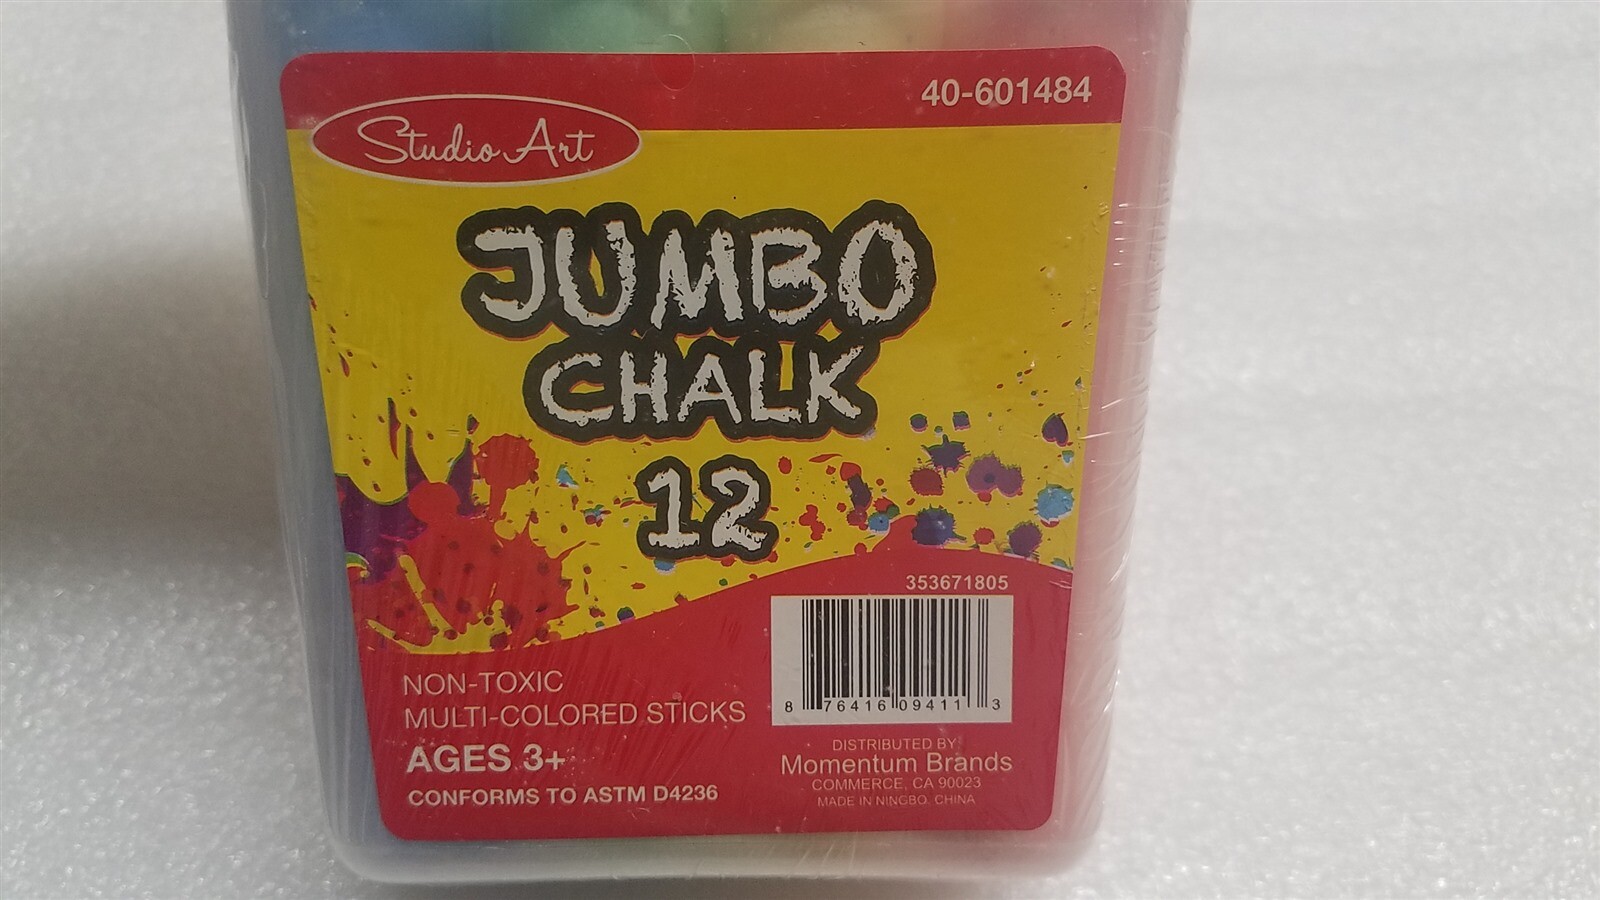 40-601484
Studio Art
JUMBO
CHALK
12
353671805
8 76416 09411 3
NON-TOXIC
MULTI-COLORED STICKS
AGES 3+
CONFORMS TO ASTM D4236
DISTRIBUTED BY
Momentum Brands
COMMERCE, CA 90023
MADE IN NINGBO, CHINA